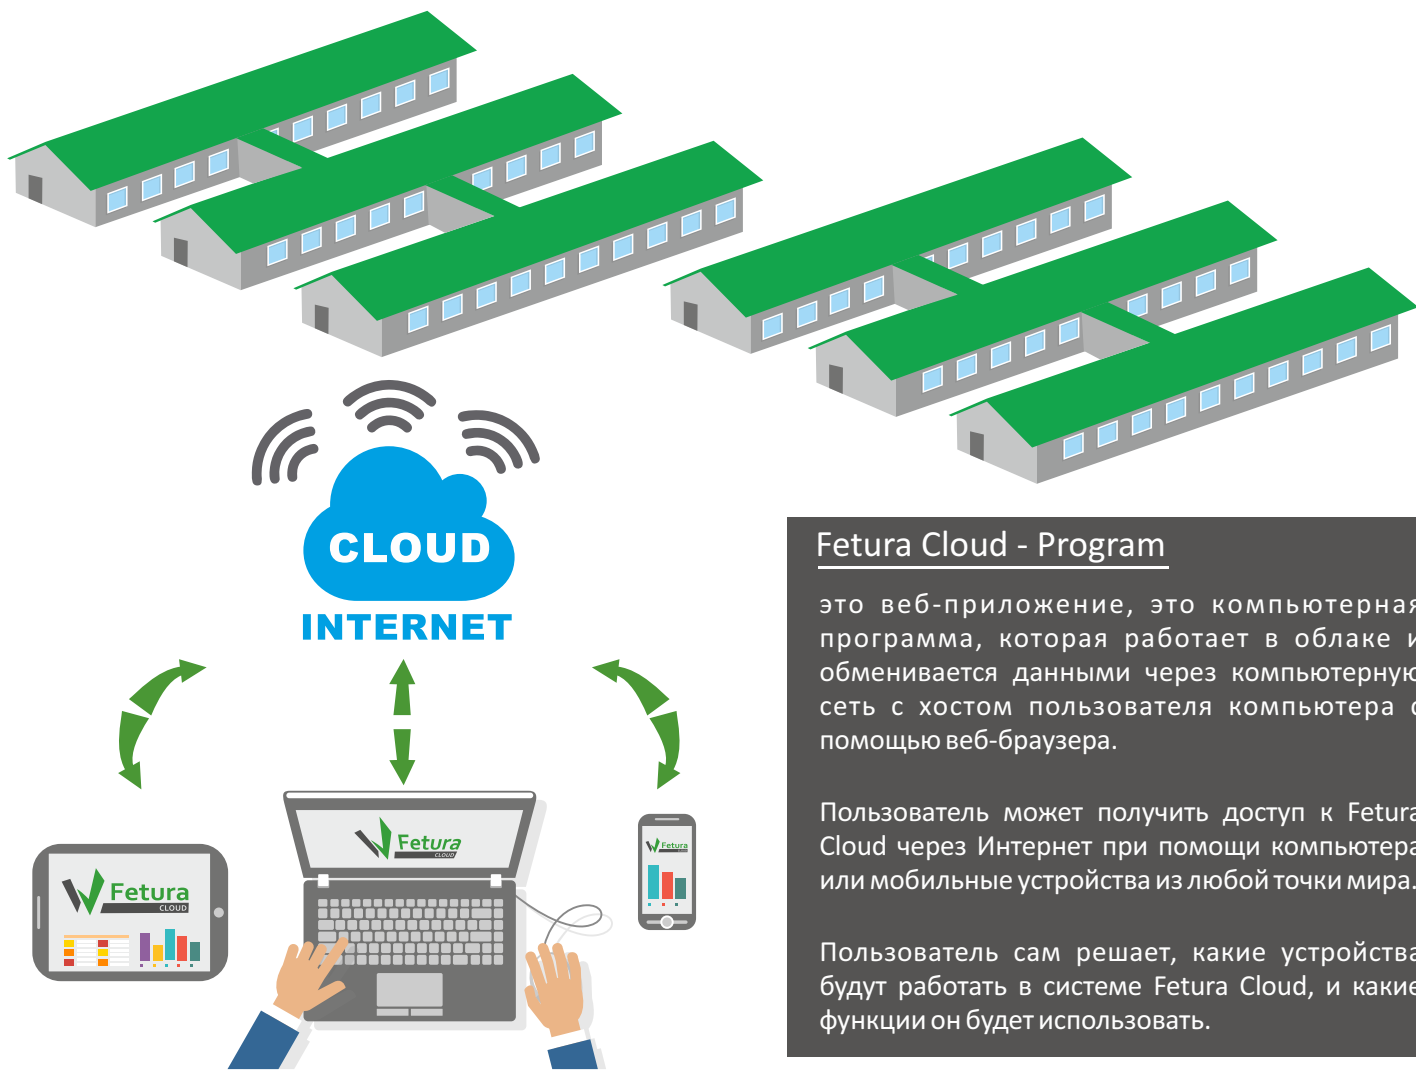 CLOUD
INTERNET
Fetura
CLOUD
Fetura
CLOUD
Fetura
CLOUD
Fetura Cloud - Program
это веб-приложение, это компьютерная
программа, которая работает в облаке и
обменивается данными через компьютерную
сеть с хостом пользователя компьютера с
помощью веб-браузера.
Пользователь может получить доступ к Fetura
Cloud через Интернет при помощи компьютера
или мобильные устройства из любой точки мира.
Пользователь сам решает, какие устройства
будут работать в системе Fetura Cloud, и какие
функции он будет использовать.